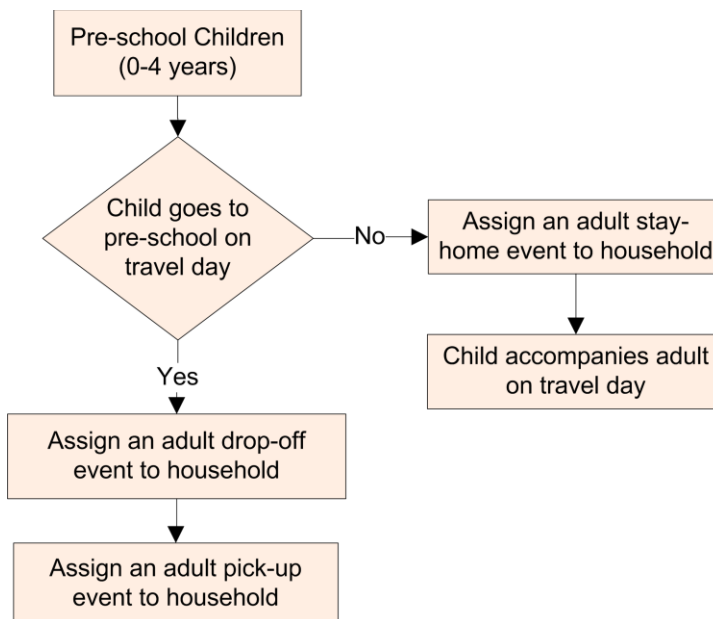 Pre-school Children
(0-4 years)
Child goes to
pre-school on
travel day
No
Assign an adult stay-
home event to household
Child accompanies adult
on travel day
Yes
Assign an adult drop-off
event to household
Assign an adult pick-up
event to household